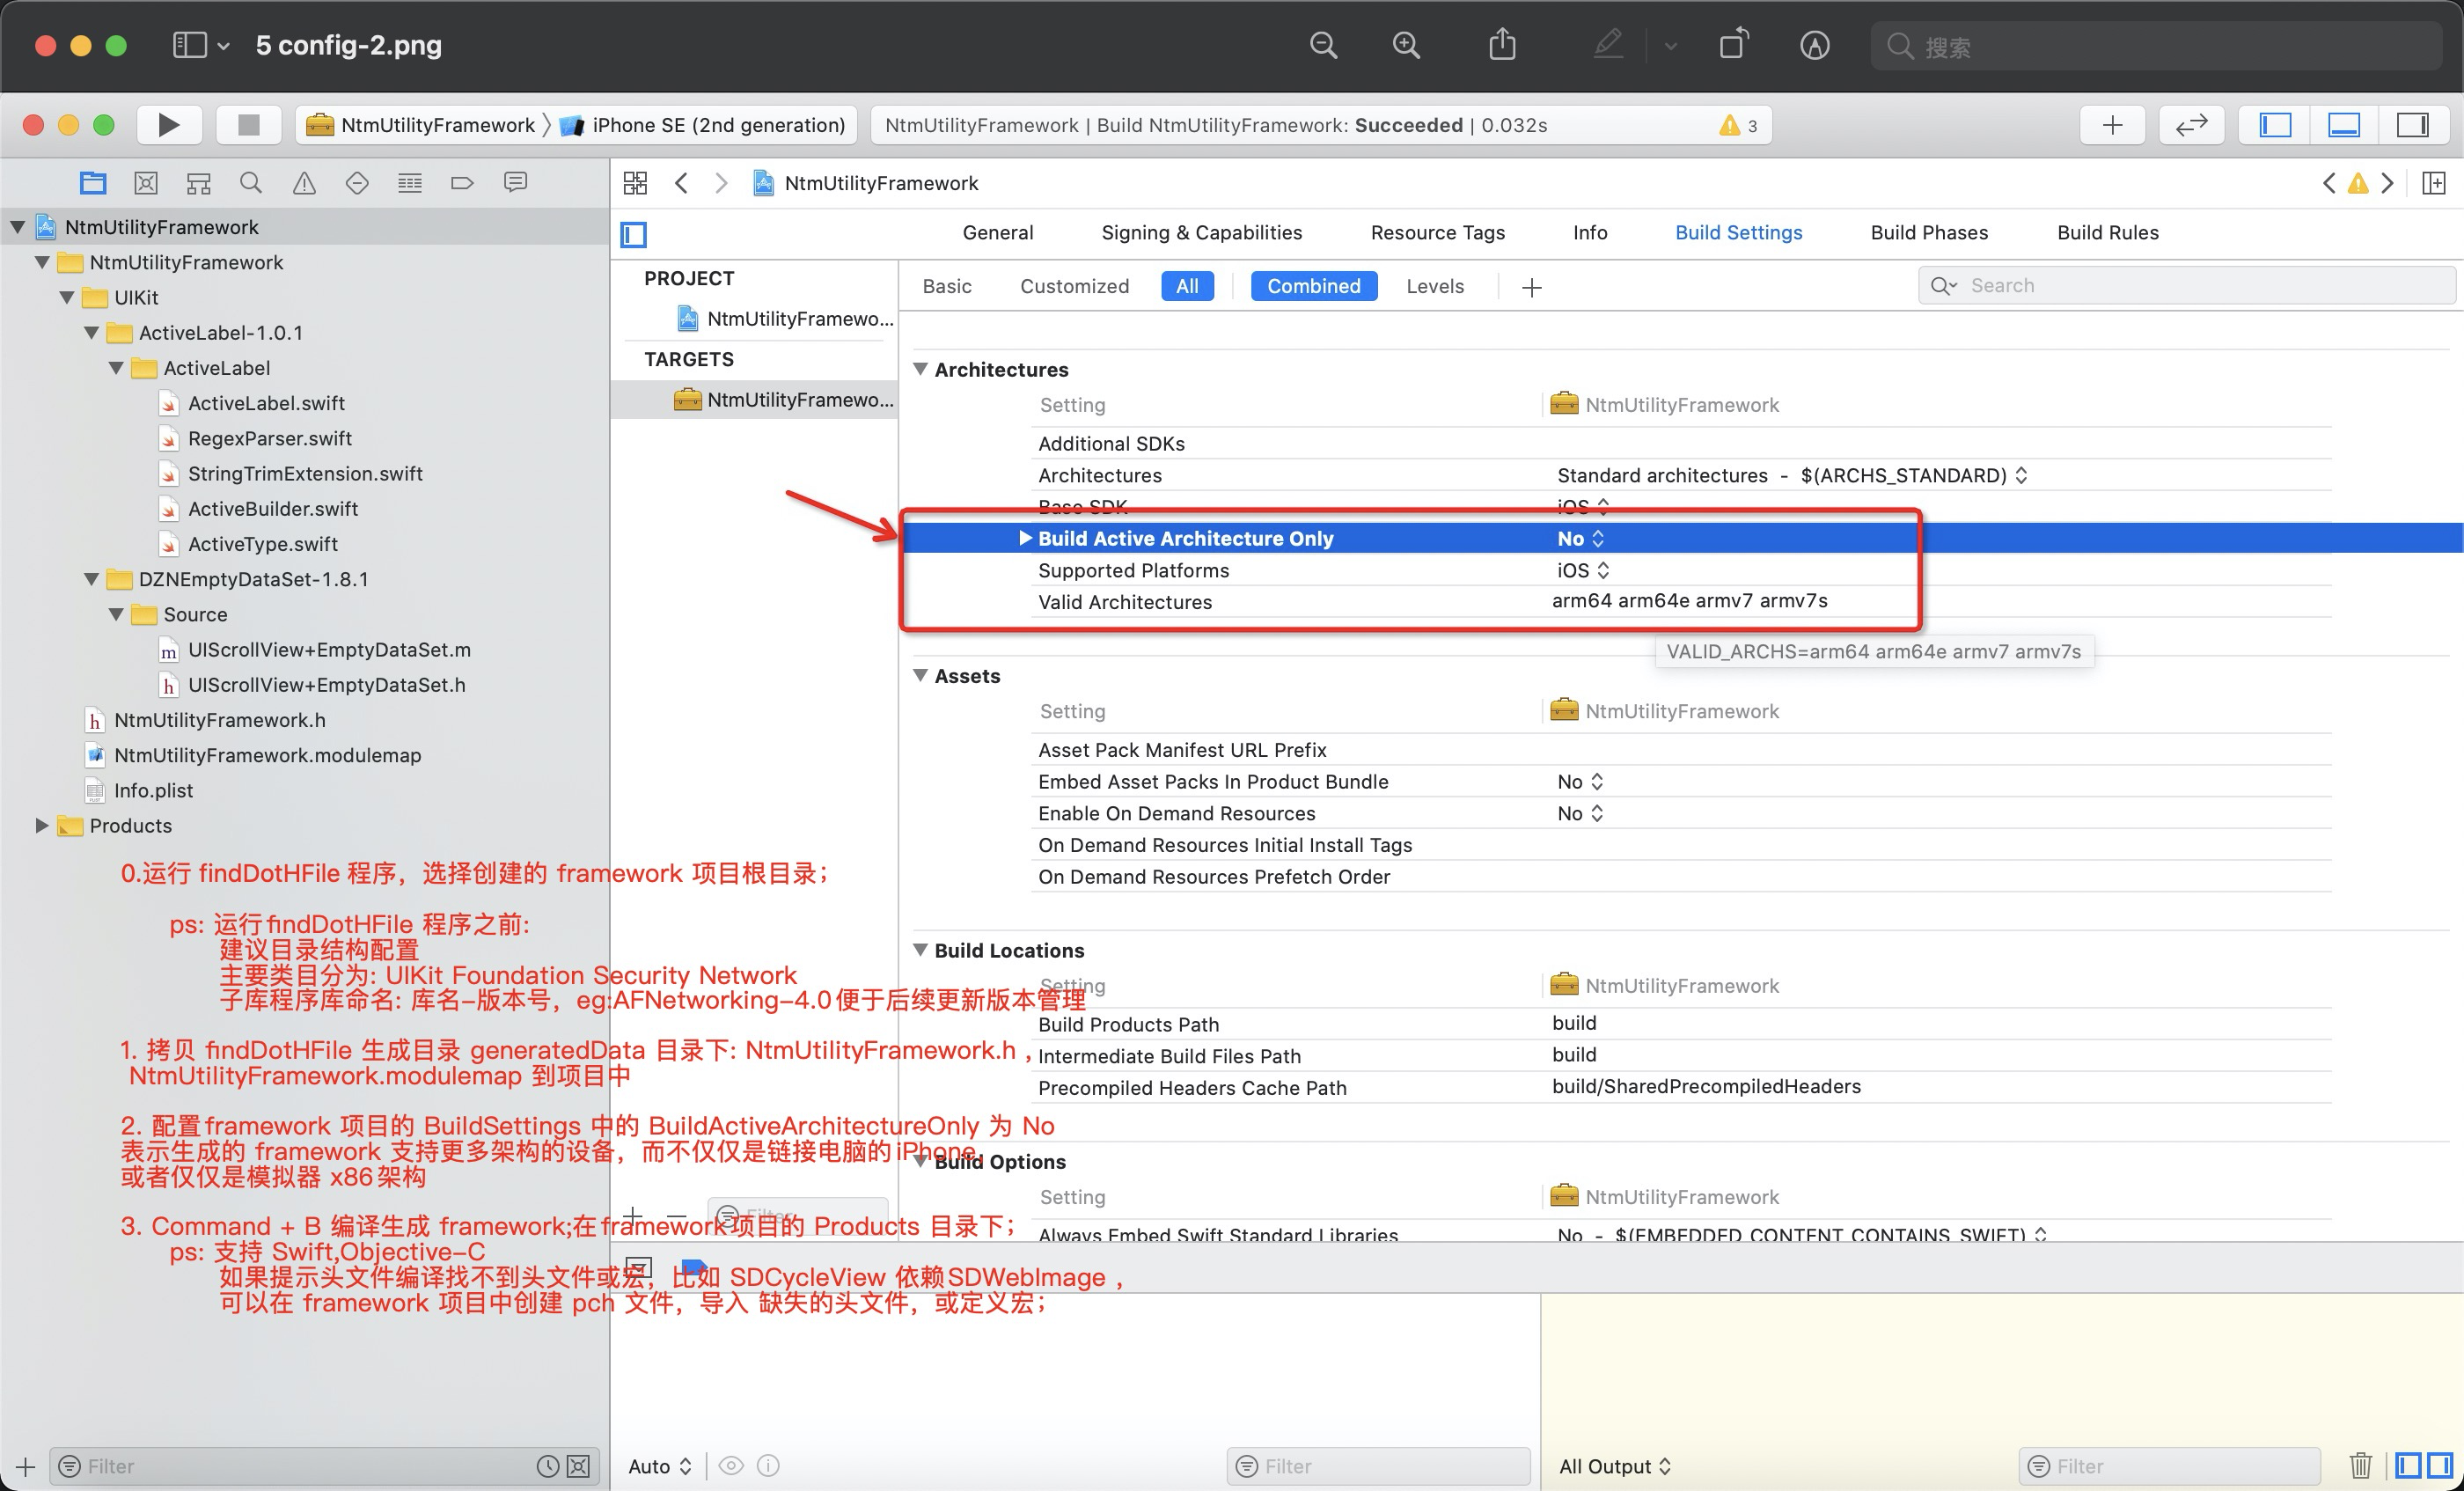 5 config-2.png
搜索
NtmUtilityFramework
iPhone SE (2nd generation)
NtmUtilityFramework | Build NtmUtilityFramework: Succeeded | 0.032s
3
NtmUtilityFramework
NtmUtilityFramework
UIKit
ActiveLabel-1.0.1
ActiveLabel
ActiveLabel.swift
RegexParser.swift
StringTrimExtension.swift
ActiveBuilder.swift
ActiveType.swift
DZNEmptyDataSet-1.8.1
Source
UIScrollView+EmptyDataSet.m
UIScrollView+EmptyDataSet.h
NtmUtilityFramework.h
NtmUtilityFramework.modulemap
Info.plist
Products
NtmUtilityFramework
General Signing & Capabilities Resource Tags Info Build Settings Build Phases Build Rules
PROJECT
NtmUtilityFramewo...
TARGETS
NtmUtilityFramewo...
Basic Customized All Combined Levels
Search
Architectures
Setting NtmUtilityFramework
Additional SDKs
Architectures Standard architectures - $(ARCHS_STANDARD)
Base SDK iOS
Build Active Architecture Only No
Supported Platforms iOS
Valid Architectures arm64 arm64e armv7 armv7s
VALID_ARCHS=arm64 arm64e armv7 armv7s
Assets
Setting NtmUtilityFramework
Asset Pack Manifest URL Prefix
Embed Asset Packs In Product Bundle No
Enable On Demand Resources No
On Demand Resources Initial Install Tags
On Demand Resources Prefetch Order
Build Locations
Setting NtmUtilityFramework
Build Products Path build
Intermediate Build Files Path build
Precompiled Headers Cache Path build/SharedPrecompiledHeaders
Build Options
Setting NtmUtilityFramework
Always Embed Swift Standard Libraries No - $(EMBEDDED_CONTENT_CONTAINS_SWIFT)
0.运行 findDotHFile 程序，选择创建的 framework 项目根目录；
ps: 运行findDotHFile 程序之前:
建议目录结构配置
主要类目分为: UIKit Foundation Security Network
子库程序库命名: 库名-版本号，eg:AFNetworking-4.0便于后续更新版本管理
1. 拷贝 findDotHFile 生成目录 generatedData 目录下: NtmUtilityFramework.h ,
NtmUtilityFramework.modulemap 到项目中
2. 配置framework 项目的 BuildSettings 中的 BuildActiveArchitectureOnly 为 No
表示生成的 framework 支持更多架构的设备，而不仅仅是链接电脑的iPhone,
或者仅仅是模拟器 x86架构
3. Command + B 编译生成 framework;在framework项目的 Products 目录下；
ps: 支持 Swift,Objective-C
如果提示头文件编译找不到头文件或宏，比如 SDCycleView 依赖SDWebImage ，
可以在 framework 项目中创建 pch 文件，导入 缺失的头文件，或定义宏；
Filter
Filter
Auto
Filter
All Output
Filter